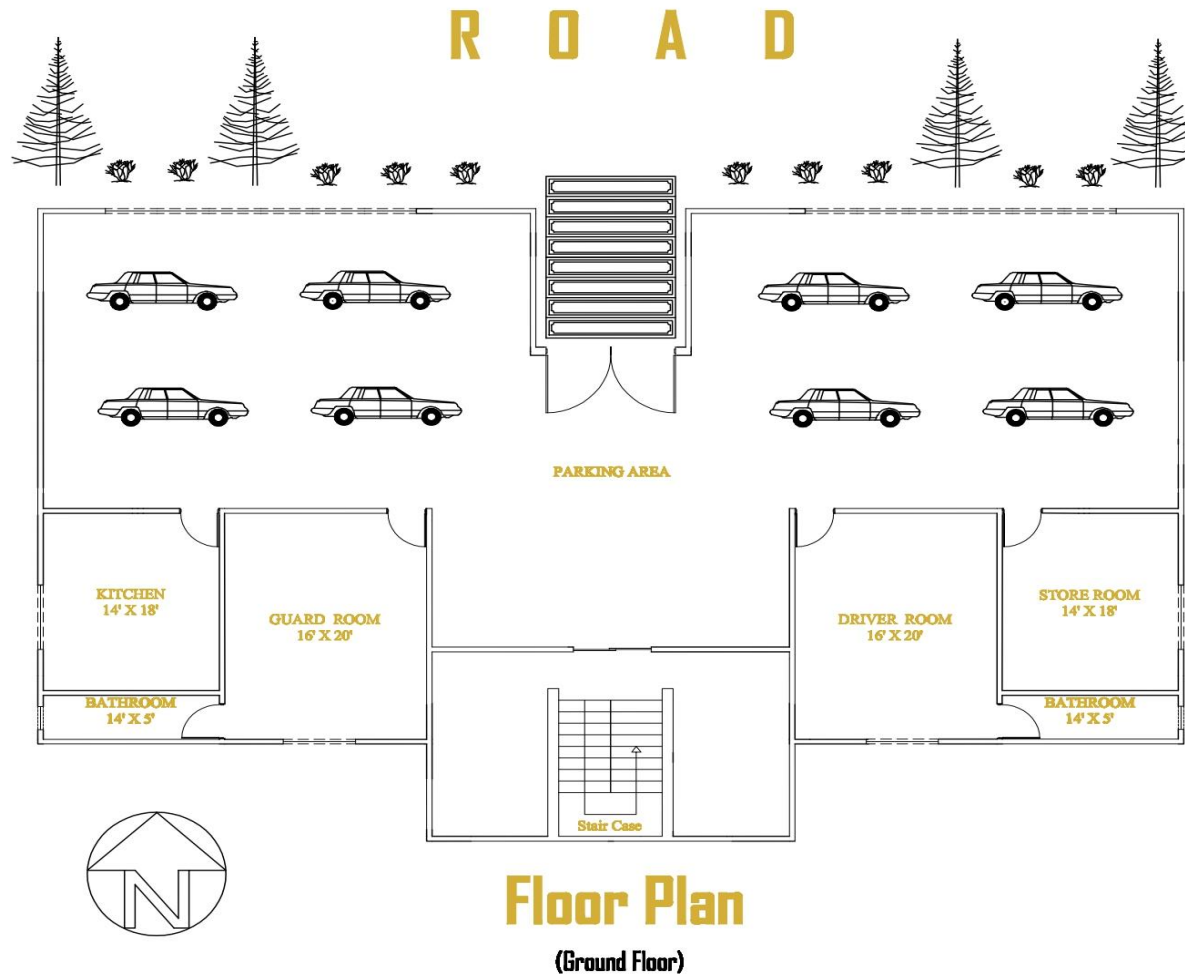 R O A D
PARKING AREA
KITCHEN
14' X 18'
GUARD ROOM
16' X 20'
DRIVER ROOM
16' X 20'
STORE ROOM
14' X 18'
BATHROOM
14' X 5'
BATHROOM
14' X 5'
Stair Case
N
Floor Plan
(Ground Floor)